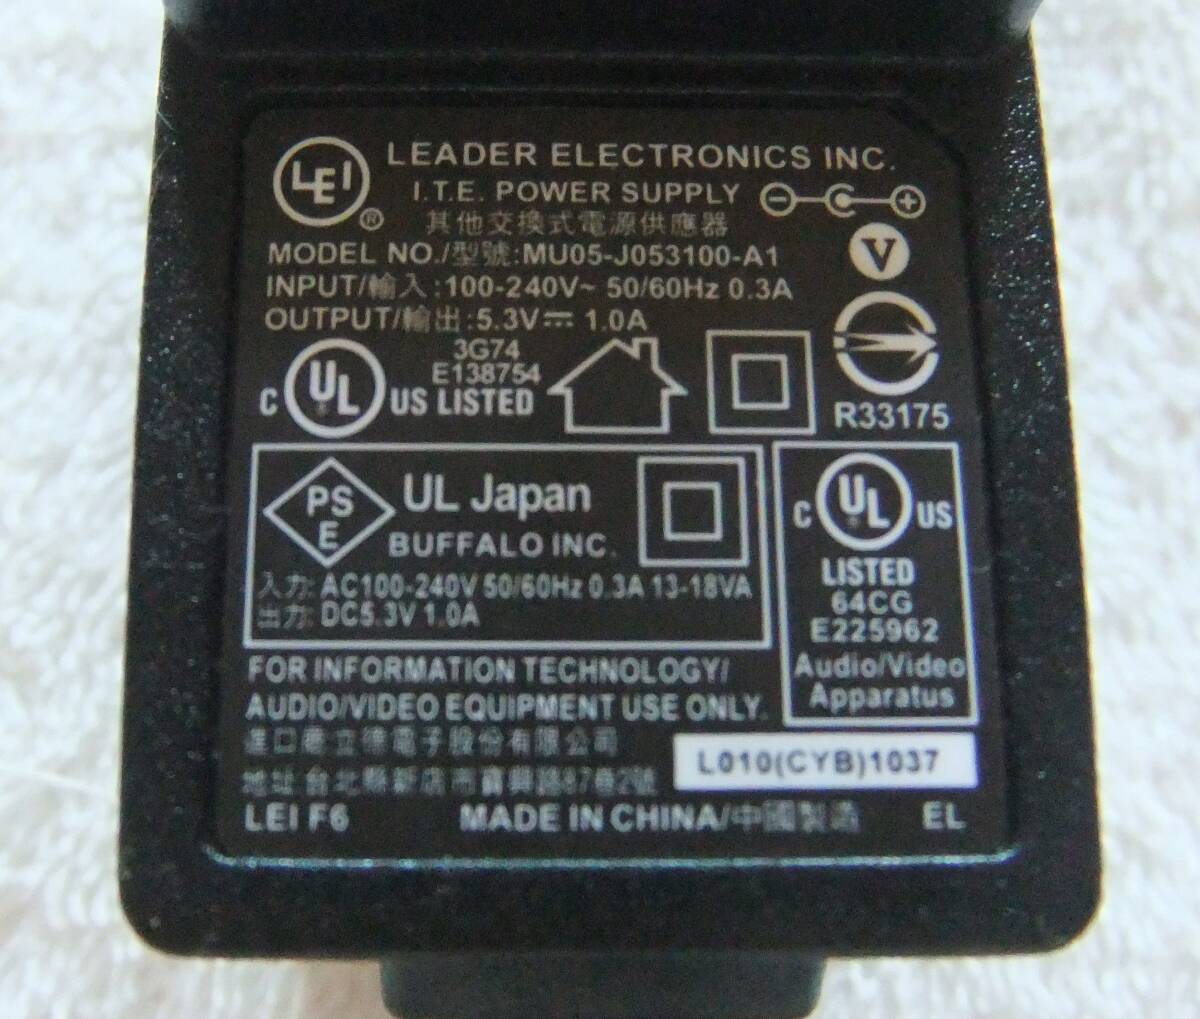 LEI
®
LEADER ELECTRONICS INC.
I.T.E. POWER SUPPLY
其他交換式電源供應器
MODEL NO./型號:MU05-J053100-A1
INPUT/輸入:100-240V~ 50/60Hz 0.3A
OUTPUT/輸出:5.3V⎓ 1.0A
V
3G74
E138754
C UL US LISTED
R33175
PS
E
UL Japan
BUFFALO INC.
入力: AC100-240V 50/60Hz 0.3A 13-18VA
出力: DC5.3V 1.0A
C UL US
LISTED
64CG
E225962
Audio/Video
Apparatus
FOR INFORMATION TECHNOLOGY/
AUDIO/VIDEO EQUIPMENT USE ONLY.
進口商立德電子股份有限公司
地址台北縣新店市寶興路87巷2號
L010(CYB)1037
LEI F6
MADE IN CHINA/中國製造
EL